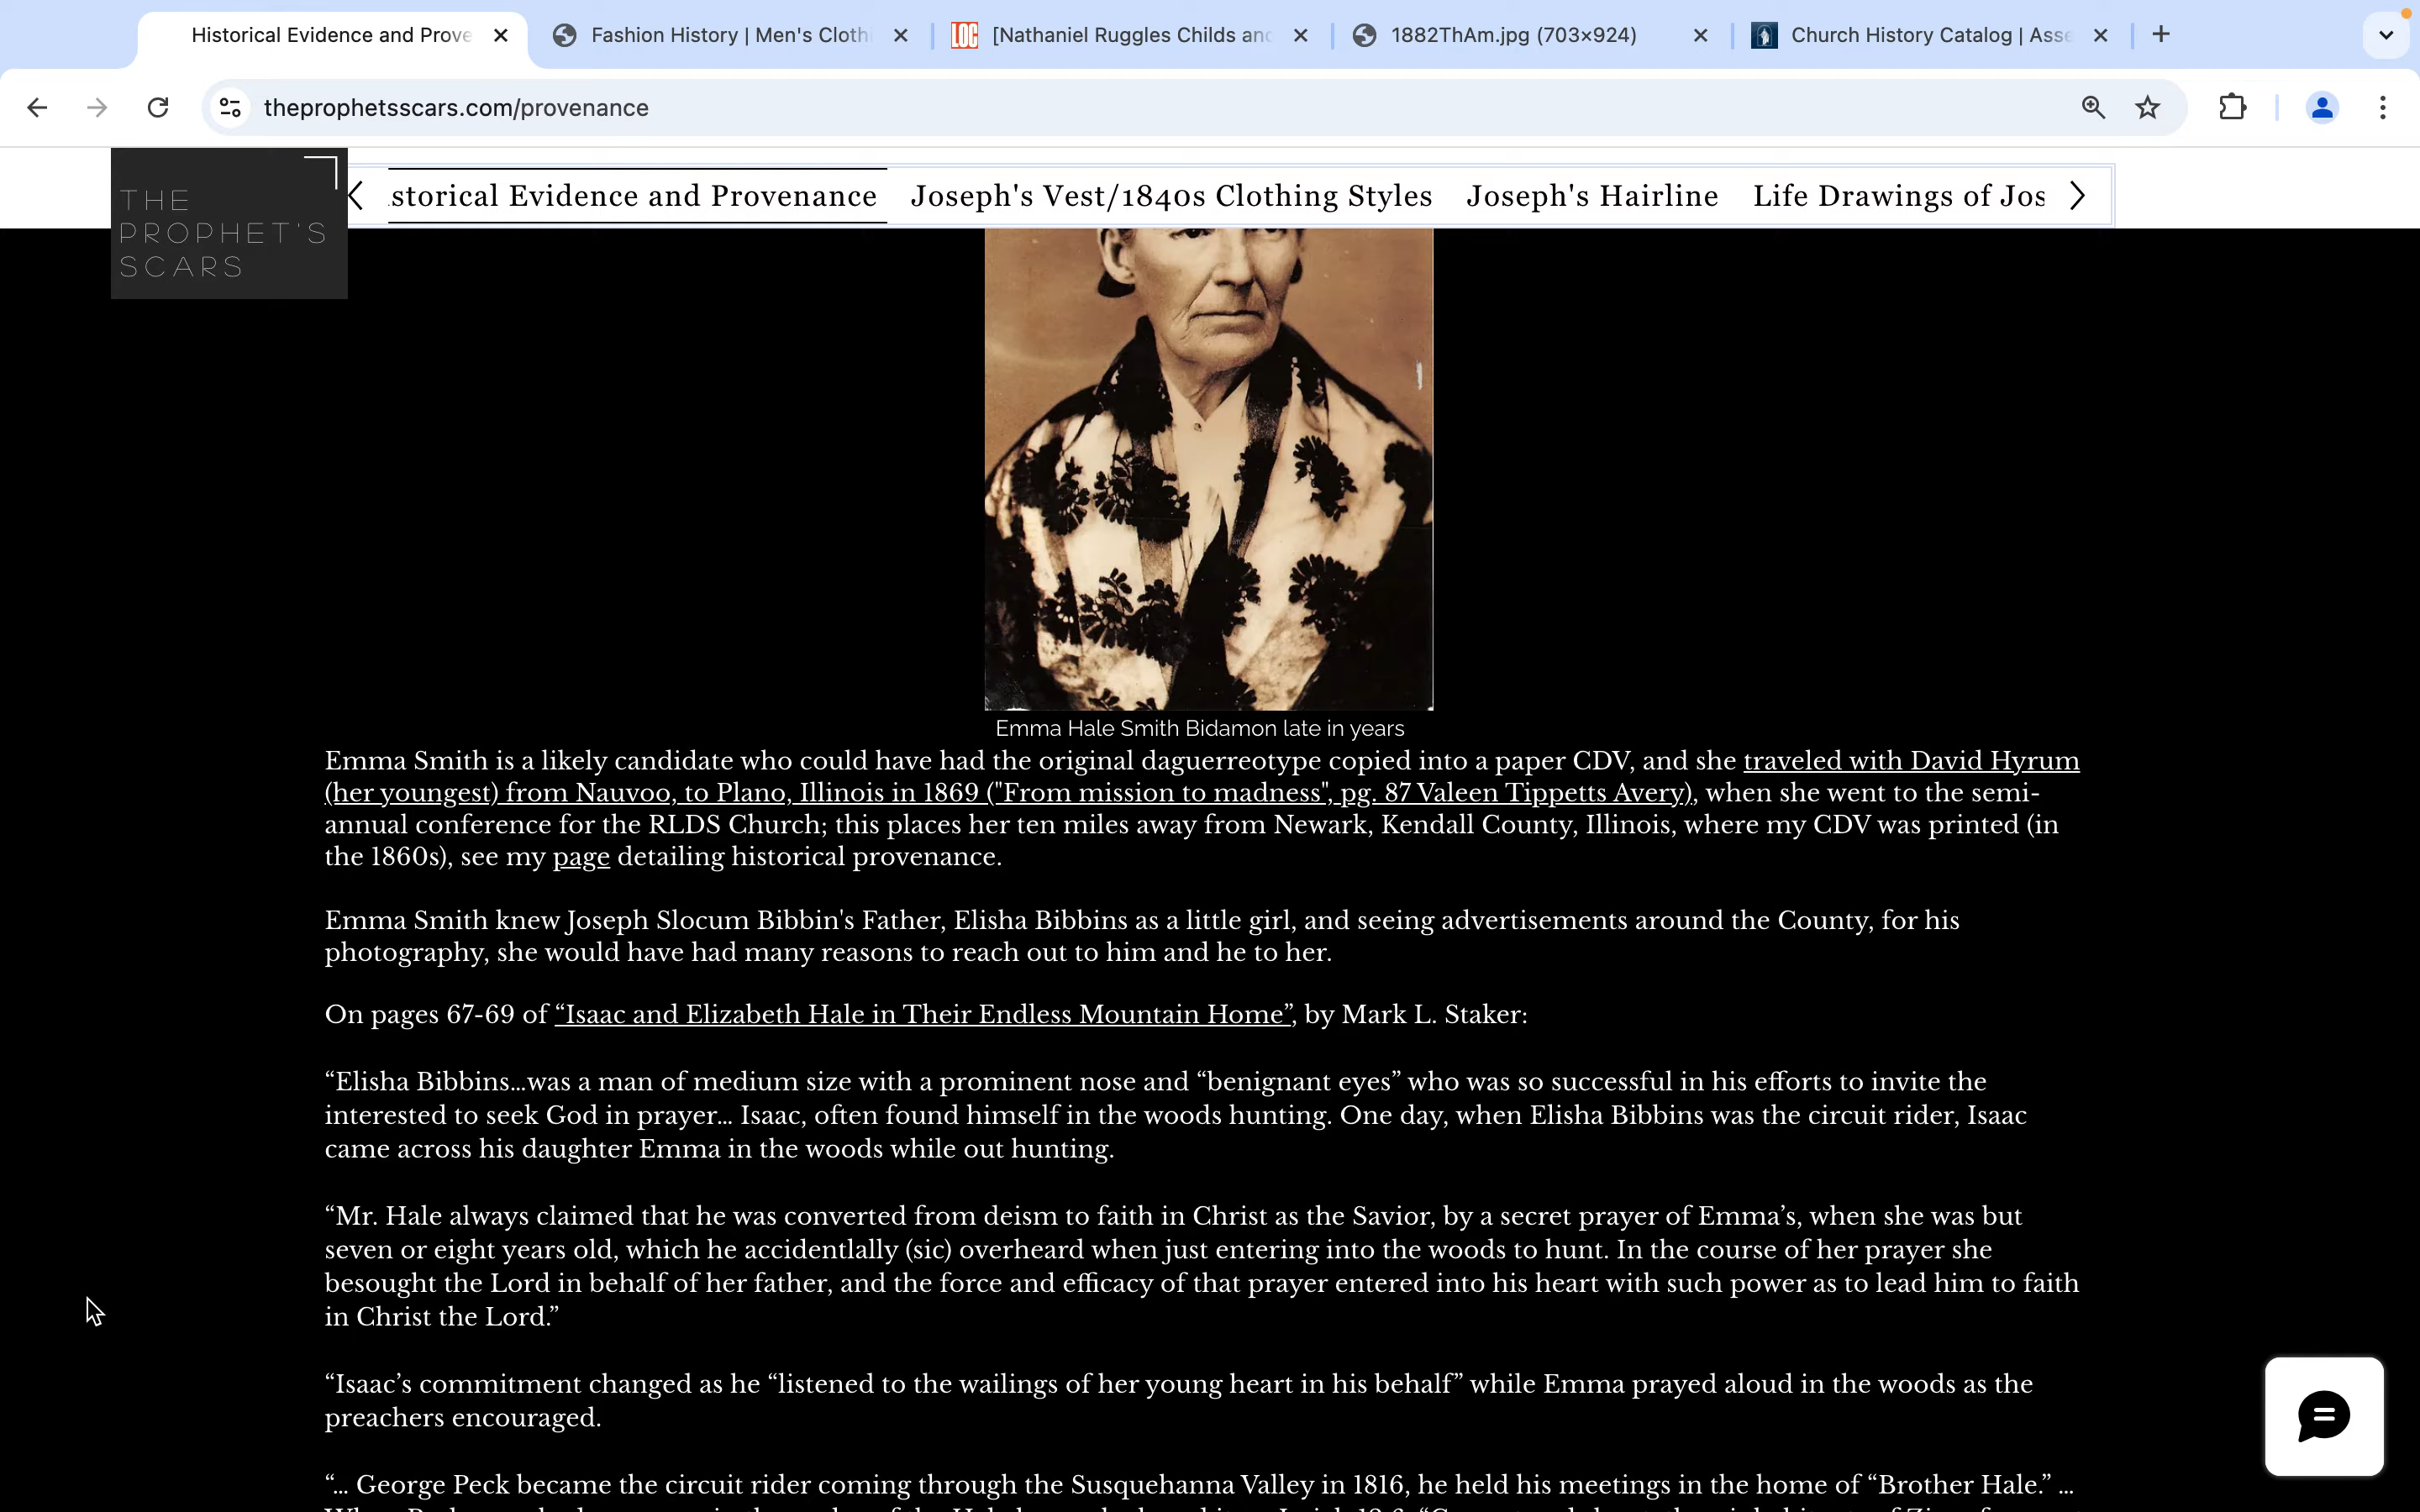 Historical Evidence and Prove
Fashion History | Men's Clothi
LOC
[Nathaniel Ruggles Childs and
1882ThAm.jpg (703×924)
Church History Catalog | Asse
theprophetsscars.com/provenance
THE
PROPHET'S
SCARS
storical Evidence and Provenance
Joseph's Vest/1840s Clothing Styles
Joseph's Hairline
Life Drawings of Jos
Emma Hale Smith Bidamon late in years
Emma Smith is a likely candidate who could have had the original daguerreotype copied into a paper CDV, and she traveled with David Hyrum
(her youngest) from Nauvoo, to Plano, Illinois in 1869 ("From mission to madness", pg. 87 Valeen Tippetts Avery), when she went to the semi-
annual conference for the RLDS Church; this places her ten miles away from Newark, Kendall County, Illinois, where my CDV was printed (in
the 1860s), see my page detailing historical provenance.
Emma Smith knew Joseph Slocum Bibbin's Father, Elisha Bibbins as a little girl, and seeing advertisements around the County, for his
photography, she would have had many reasons to reach out to him and he to her.
On pages 67-69 of “Isaac and Elizabeth Hale in Their Endless Mountain Home”, by Mark L. Staker:
“Elisha Bibbins...was a man of medium size with a prominent nose and “benignant eyes” who was so successful in his efforts to invite the
interested to seek God in prayer... Isaac, often found himself in the woods hunting. One day, when Elisha Bibbins was the circuit rider, Isaac
came across his daughter Emma in the woods while out hunting.
“Mr. Hale always claimed that he was converted from deism to faith in Christ as the Savior, by a secret prayer of Emma’s, when she was but
seven or eight years old, which he accidentlally (sic) overheard when just entering into the woods to hunt. In the course of her prayer she
besought the Lord in behalf of her father, and the force and efficacy of that prayer entered into his heart with such power as to lead him to faith
in Christ the Lord.”
“Isaac’s commitment changed as he “listened to the wailings of her young heart in his behalf” while Emma prayed aloud in the woods as the
preachers encouraged.
“... George Peck became the circuit rider coming through the Susquehanna Valley in 1816, he held his meetings in the home of “Brother Hale.” ...